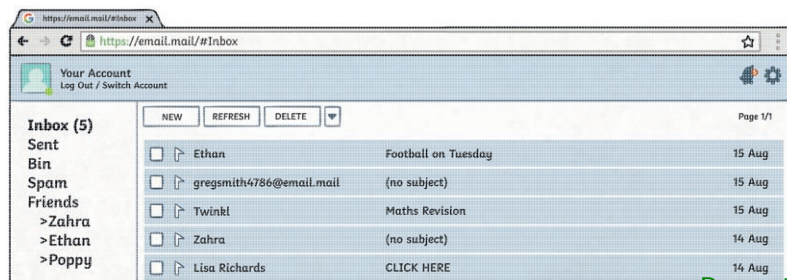 https://email.mail/#Inbox
https://email.mail/#Inbox
Your Account
Log Out / Switch Account
NEW REFRESH DELETE Page 1/1
Inbox (5)
Sent
Bin
Spam
Friends
>Zahra
>Ethan
>Poppy
Ethan Football on Tuesday 15 Aug
gregsmith4786@email.mail (no subject) 15 Aug
Twinkl Maths Revision 15 Aug
Zahra (no subject) 14 Aug
Lisa Richards CLICK HERE 14 Aug